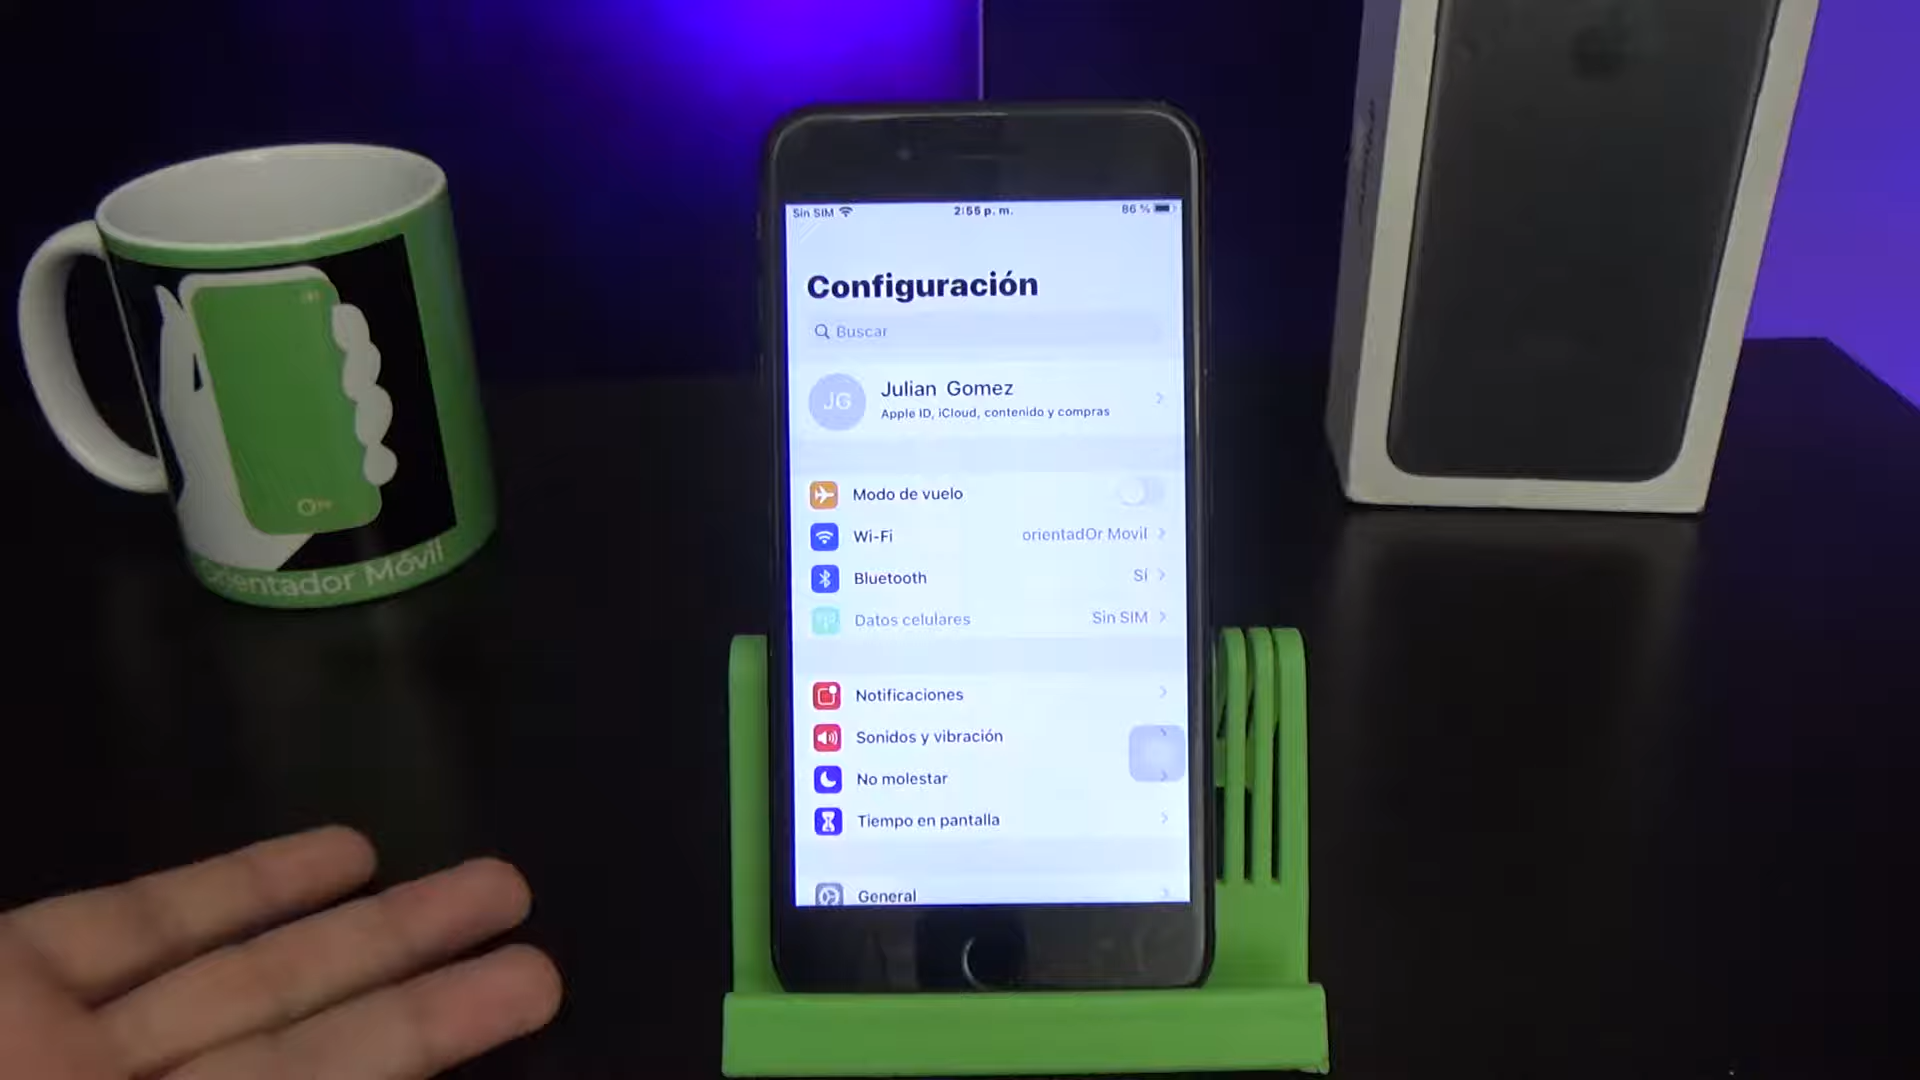 Sin SIM
2:55 p. m.
86 %
Configuración
Buscar
JG
Julian Gomez
Apple ID, iCloud, contenido y compras
Modo de vuelo
Wi-Fi
orientadOr Movil
Bluetooth
Sí
Datos celulares
Sin SIM
Notificaciones
Sonidos y vibración
No molestar
Tiempo en pantalla
General
Orientador Móvil